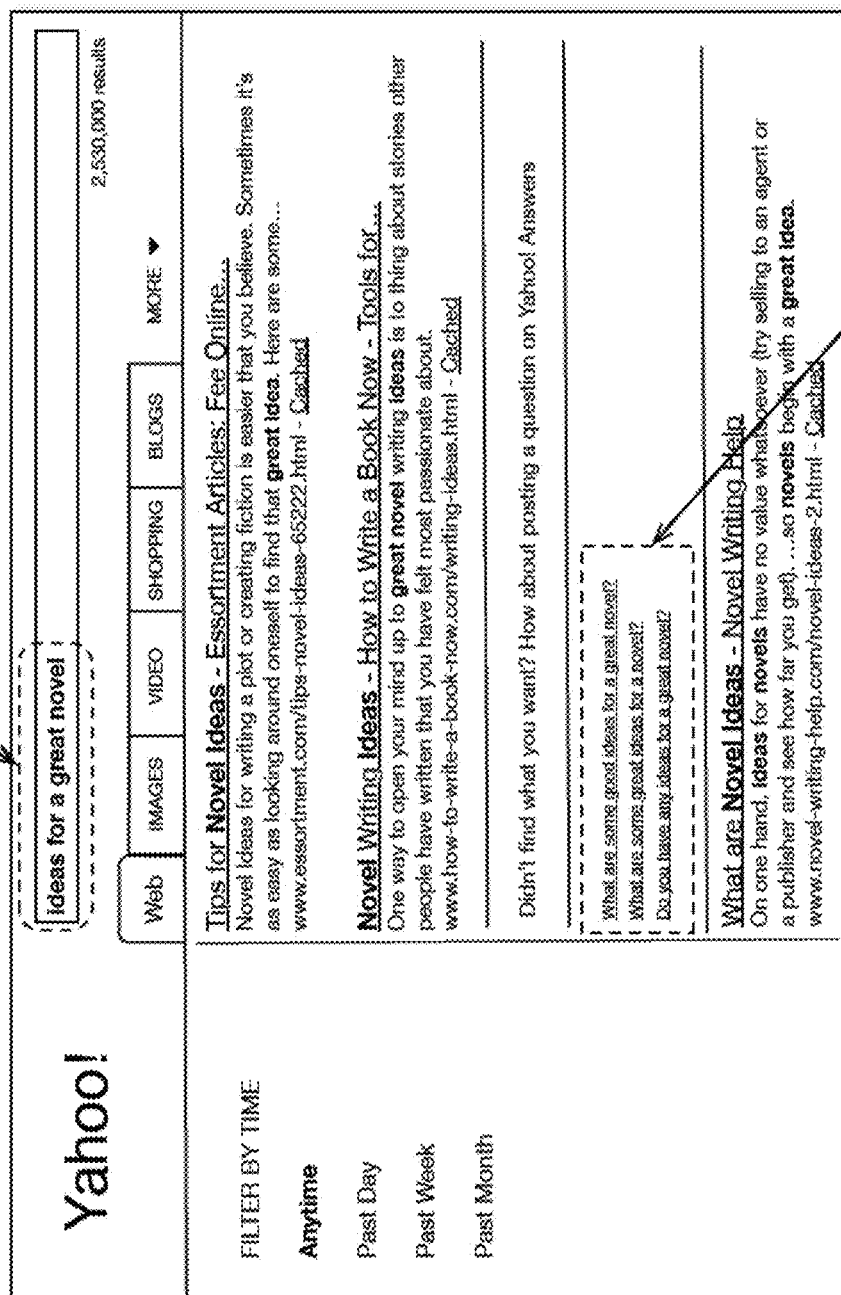 Yahoo!
ideas for a great novel
2,530,000 results
Web
IMAGES
VIDEO
SHOPPING
BLOGS
MORE
FILTER BY TIME
Anytime
Past Day
Past Week
Past Month
Tips for Novel Ideas - Essortment Articles: Fee Online...
Novel Ideas for writing a plot or creating fiction is easier that you believe. Sometimes it's
as easy as looking around oneself to find that great idea. Here are some...
www.essortment.com/tips-novel-ideas-65222.html - Cached
Novel Writing Ideas - How to Write a Book Now - Tools for...
One way to open your mind up to great novel writing ideas is to thing about stories other
people have written that you have felt most passionate about.
www.how-to-write-a-book-now.com/writing-ideas.html - Cached
Didn't find what you want? How about posting a question on Yahoo! Answers
What are some good ideas for a great novel?
What are some great ideas for a novel?
Do you have any ideas for a great novel?
What are Novel Ideas - Novel Writing Help
On one hand, ideas for novels have no value whatsoever (try selling to an agent or
a publisher and see how far you get). ...so novels begin with a great idea.
www.novel-writing-help.com/novel-ideas-2.html - Cached